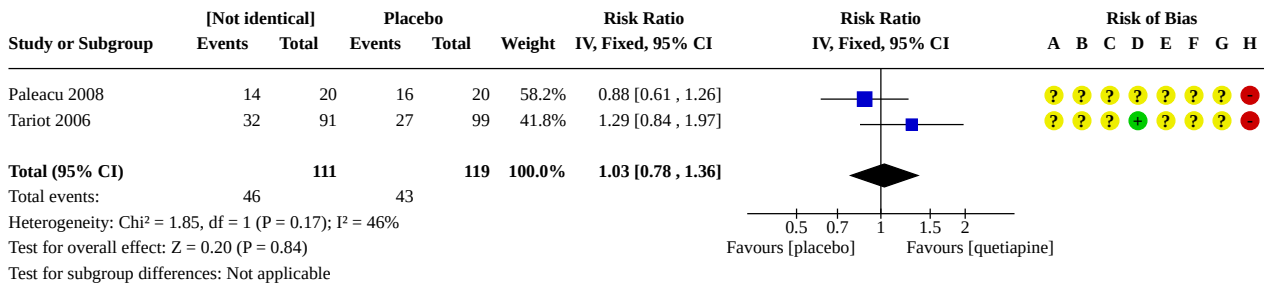 [Not identical] Placebo Risk Ratio Risk Ratio Risk of Bias
Study or Subgroup Events Total Events Total Weight IV, Fixed, 95% CI IV, Fixed, 95% CI A B C D E F G H
Paleacu 2008 14 20 16 20 58.2% 0.88 [0.61 , 1.26] ? ? ? ? ? ? ? -
Tariot 2006 32 91 27 99 41.8% 1.29 [0.84 , 1.97] ? ? ? + ? ? ? -
Total (95% CI) 111 119 100.0% 1.03 [0.78 , 1.36]
Total events: 46 43
Heterogeneity: Chi² = 1.85, df = 1 (P = 0.17); I² = 46%
0.5 0.7 1 1.5 2
Test for overall effect: Z = 0.20 (P = 0.84) Favours [placebo] Favours [quetiapine]
Test for subgroup differences: Not applicable